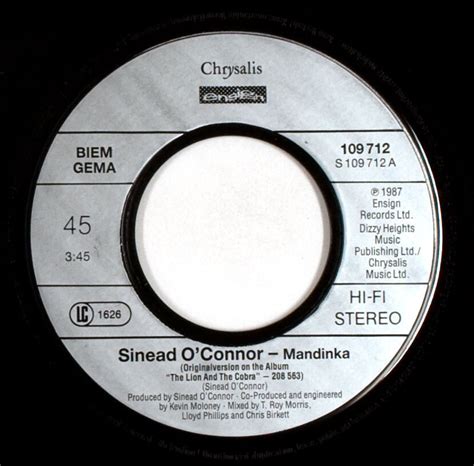 Chrysalis
ensign
BIEM
GEMA
45
3:45
LC 1626
109 712
S 109 712 A
℗ 1987
Ensign
Records Ltd.
Dizzy Heights
Music
Publishing Ltd./
Chrysalis
Music Ltd.
HI-FI
STEREO
Sinead O'Connor – Mandinka
(Originalversion on the Album
"The Lion And The Cobra" – 208 563)
(Sinead O'Connor)
Produced by Sinead O'Connor · Co-Produced and engineered
by Kevin Moloney · Mixed by T. Roy Morris,
Lloyd Phillips and Chris Birkett